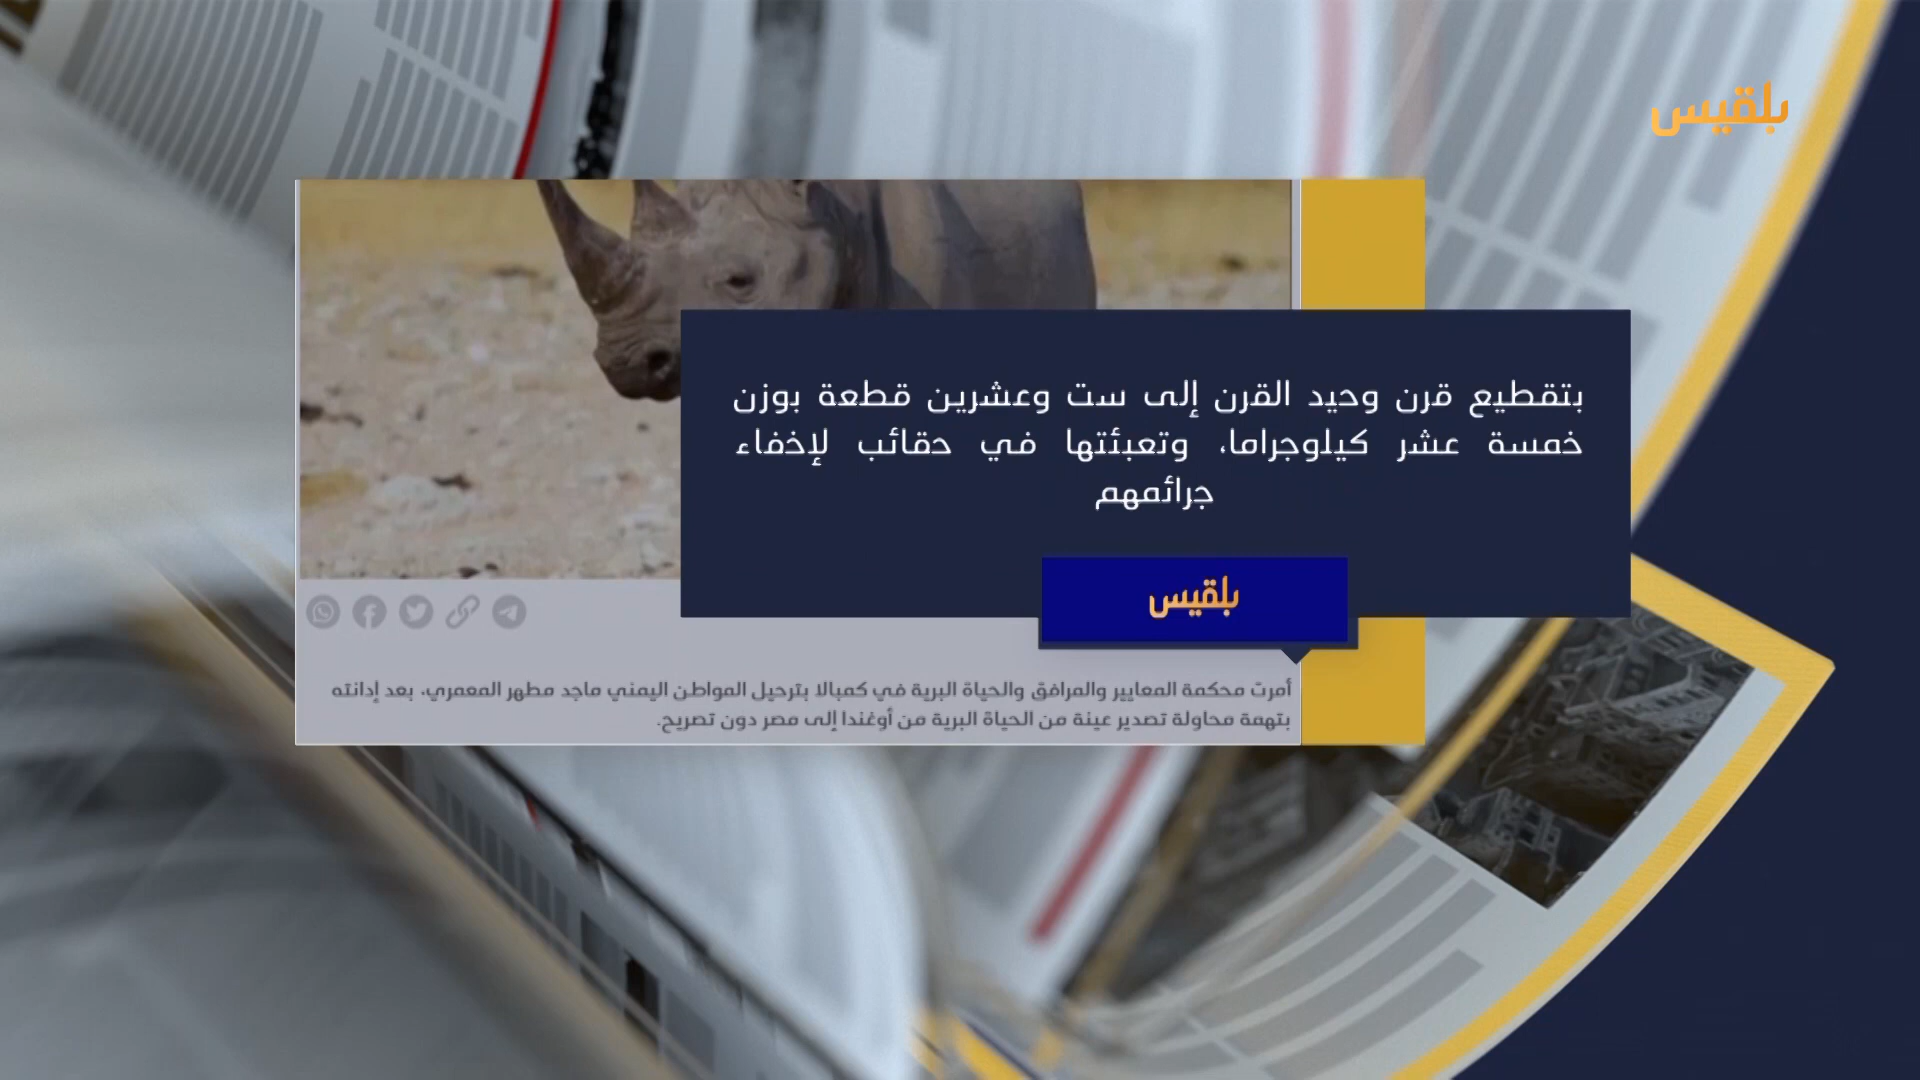 بلقيس
بتقطيع قرن وحيد القرن إلى ست وعشرين قطعة بوزن
خمسة عشر كيلوجراما، وتعبئتها في حقائب لإخفاء
جرائمهم
بلقيس
أمرت محكمة المعايير والمرافق والحياة البرية في كمبالا بترحيل المواطن اليمني ماجد مطهر المعمري، بعد إدانته
بتهمة محاولة تصدير عينة من الحياة البرية من أوغندا إلى مصر دون تصريح.